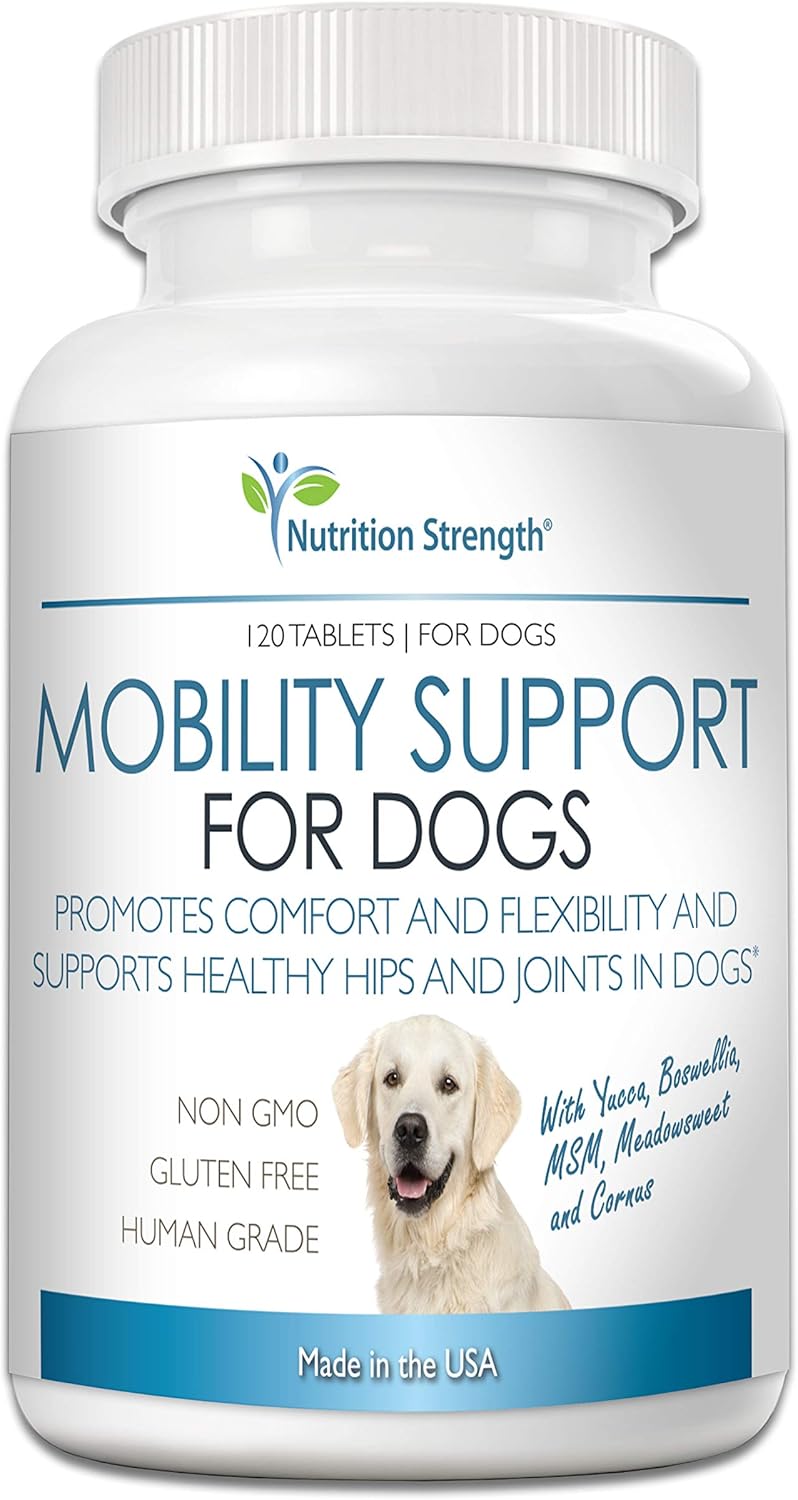 Nutrition Strength®
120 TABLETS | FOR DOGS
MOBILITY SUPPORT
FOR DOGS
PROMOTES COMFORT AND FLEXIBILITY AND
SUPPORTS HEALTHY HIPS AND JOINTS IN DOGS*
NON GMO
GLUTEN FREE
HUMAN GRADE
With Yucca, Boswellia,
MSM, Meadowsweet
and Cornus
Made in the USA